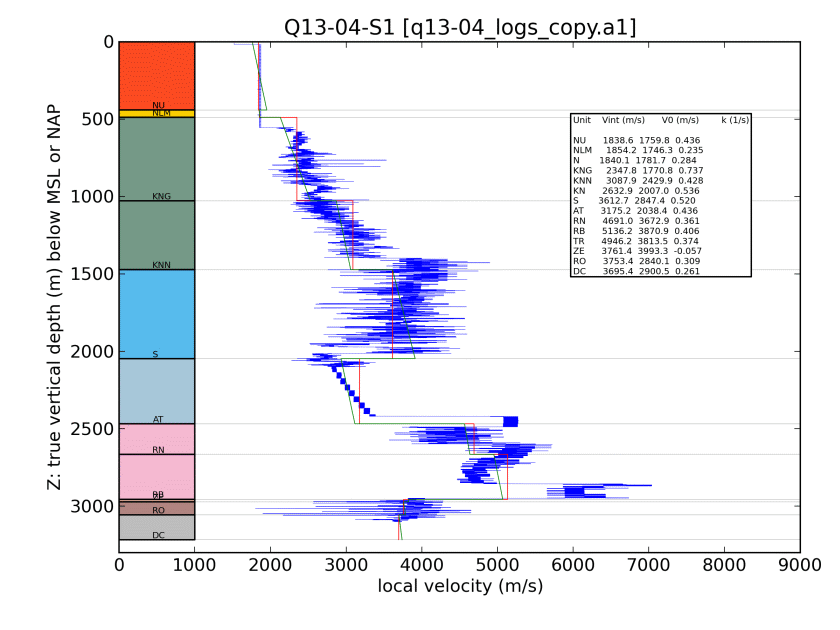 Q13-04-S1 [q13-04_logs_copy.a1]
Z: true vertical depth (m) below MSL or NAP
0
500
1000
1500
2000
2500
3000
NU
NLM
KNG
KNN
S
AT
RN
RO
DC
Unit Vint (m/s) V0 (m/s) k (1/s)
NU 1838.6 1759.8 0.436
NLM 1854.2 1746.3 0.235
N 1840.1 1781.7 0.284
KNG 2347.8 1770.8 0.737
KNN 3087.9 2429.9 0.428
KN 2632.9 2007.0 0.536
S 3612.7 2847.4 0.520
AT 3175.2 2038.4 0.436
RN 4691.0 3672.9 0.361
RB 5136.2 3870.9 0.406
TR 4946.2 3813.5 0.374
ZE 3761.4 3993.3 -0.057
RO 3753.4 2840.1 0.309
DC 3695.4 2900.5 0.261
0 1000 2000 3000 4000 5000 6000 7000 8000 9000
local velocity (m/s)